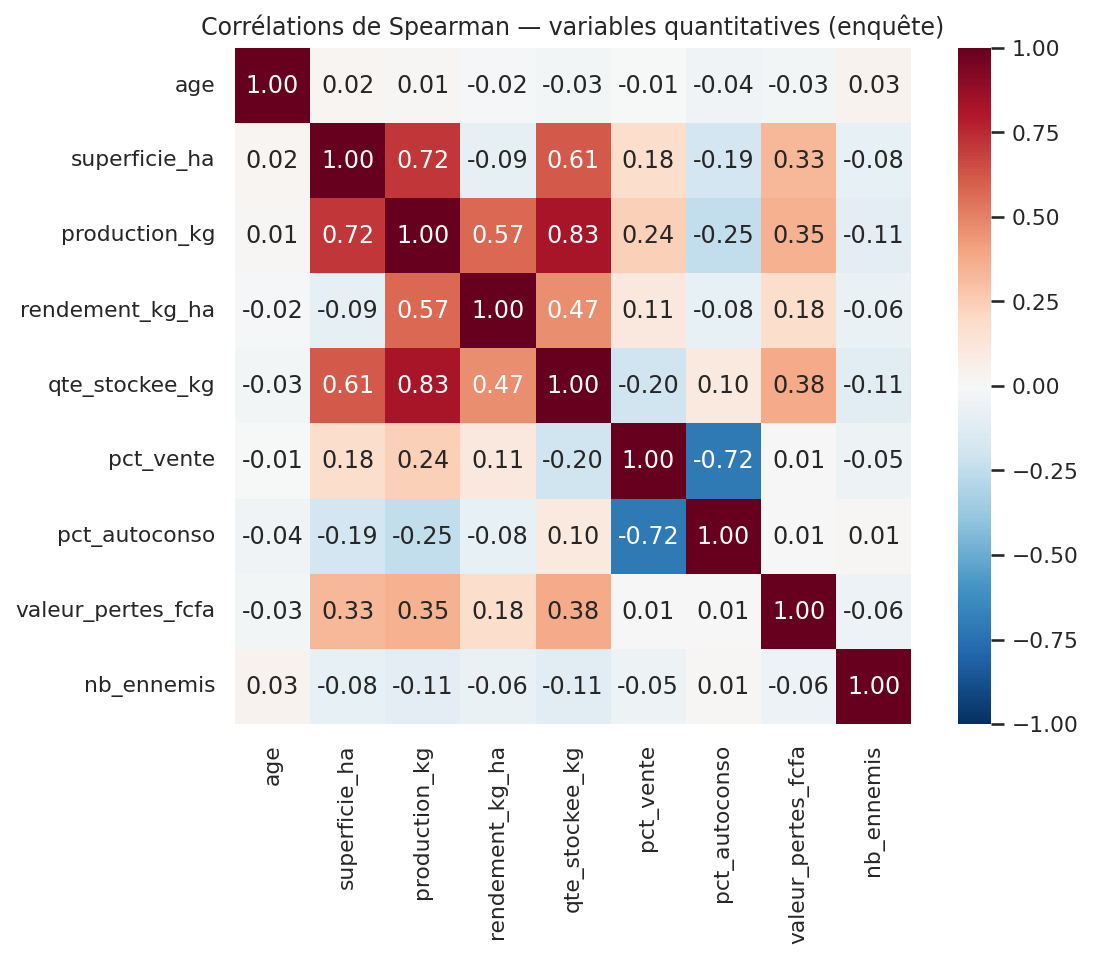 Corrélations de Spearman — variables quantitatives (enquête)
age 1.00 0.02 0.01 -0.02 -0.03 -0.01 -0.04 -0.03 0.03
superficie_ha 0.02 1.00 0.72 -0.09 0.61 0.18 -0.19 0.33 -0.08
production_kg 0.01 0.72 1.00 0.57 0.83 0.24 -0.25 0.35 -0.11
rendement_kg_ha -0.02 -0.09 0.57 1.00 0.47 0.11 -0.08 0.18 -0.06
qte_stockee_kg -0.03 0.61 0.83 0.47 1.00 -0.20 0.10 0.38 -0.11
pct_vente -0.01 0.18 0.24 0.11 -0.20 1.00 -0.72 0.01 -0.05
pct_autoconso -0.04 -0.19 -0.25 -0.08 0.10 -0.72 1.00 0.01 0.01
valeur_pertes_fcfa -0.03 0.33 0.35 0.18 0.38 0.01 0.01 1.00 -0.06
nb_ennemis 0.03 -0.08 -0.11 -0.06 -0.11 -0.05 0.01 -0.06 1.00
age
superficie_ha
production_kg
rendement_kg_ha
qte_stockee_kg
pct_vente
pct_autoconso
valeur_pertes_fcfa
nb_ennemis
1.00
0.75
0.50
0.25
0.00
−0.25
−0.50
−0.75
−1.00